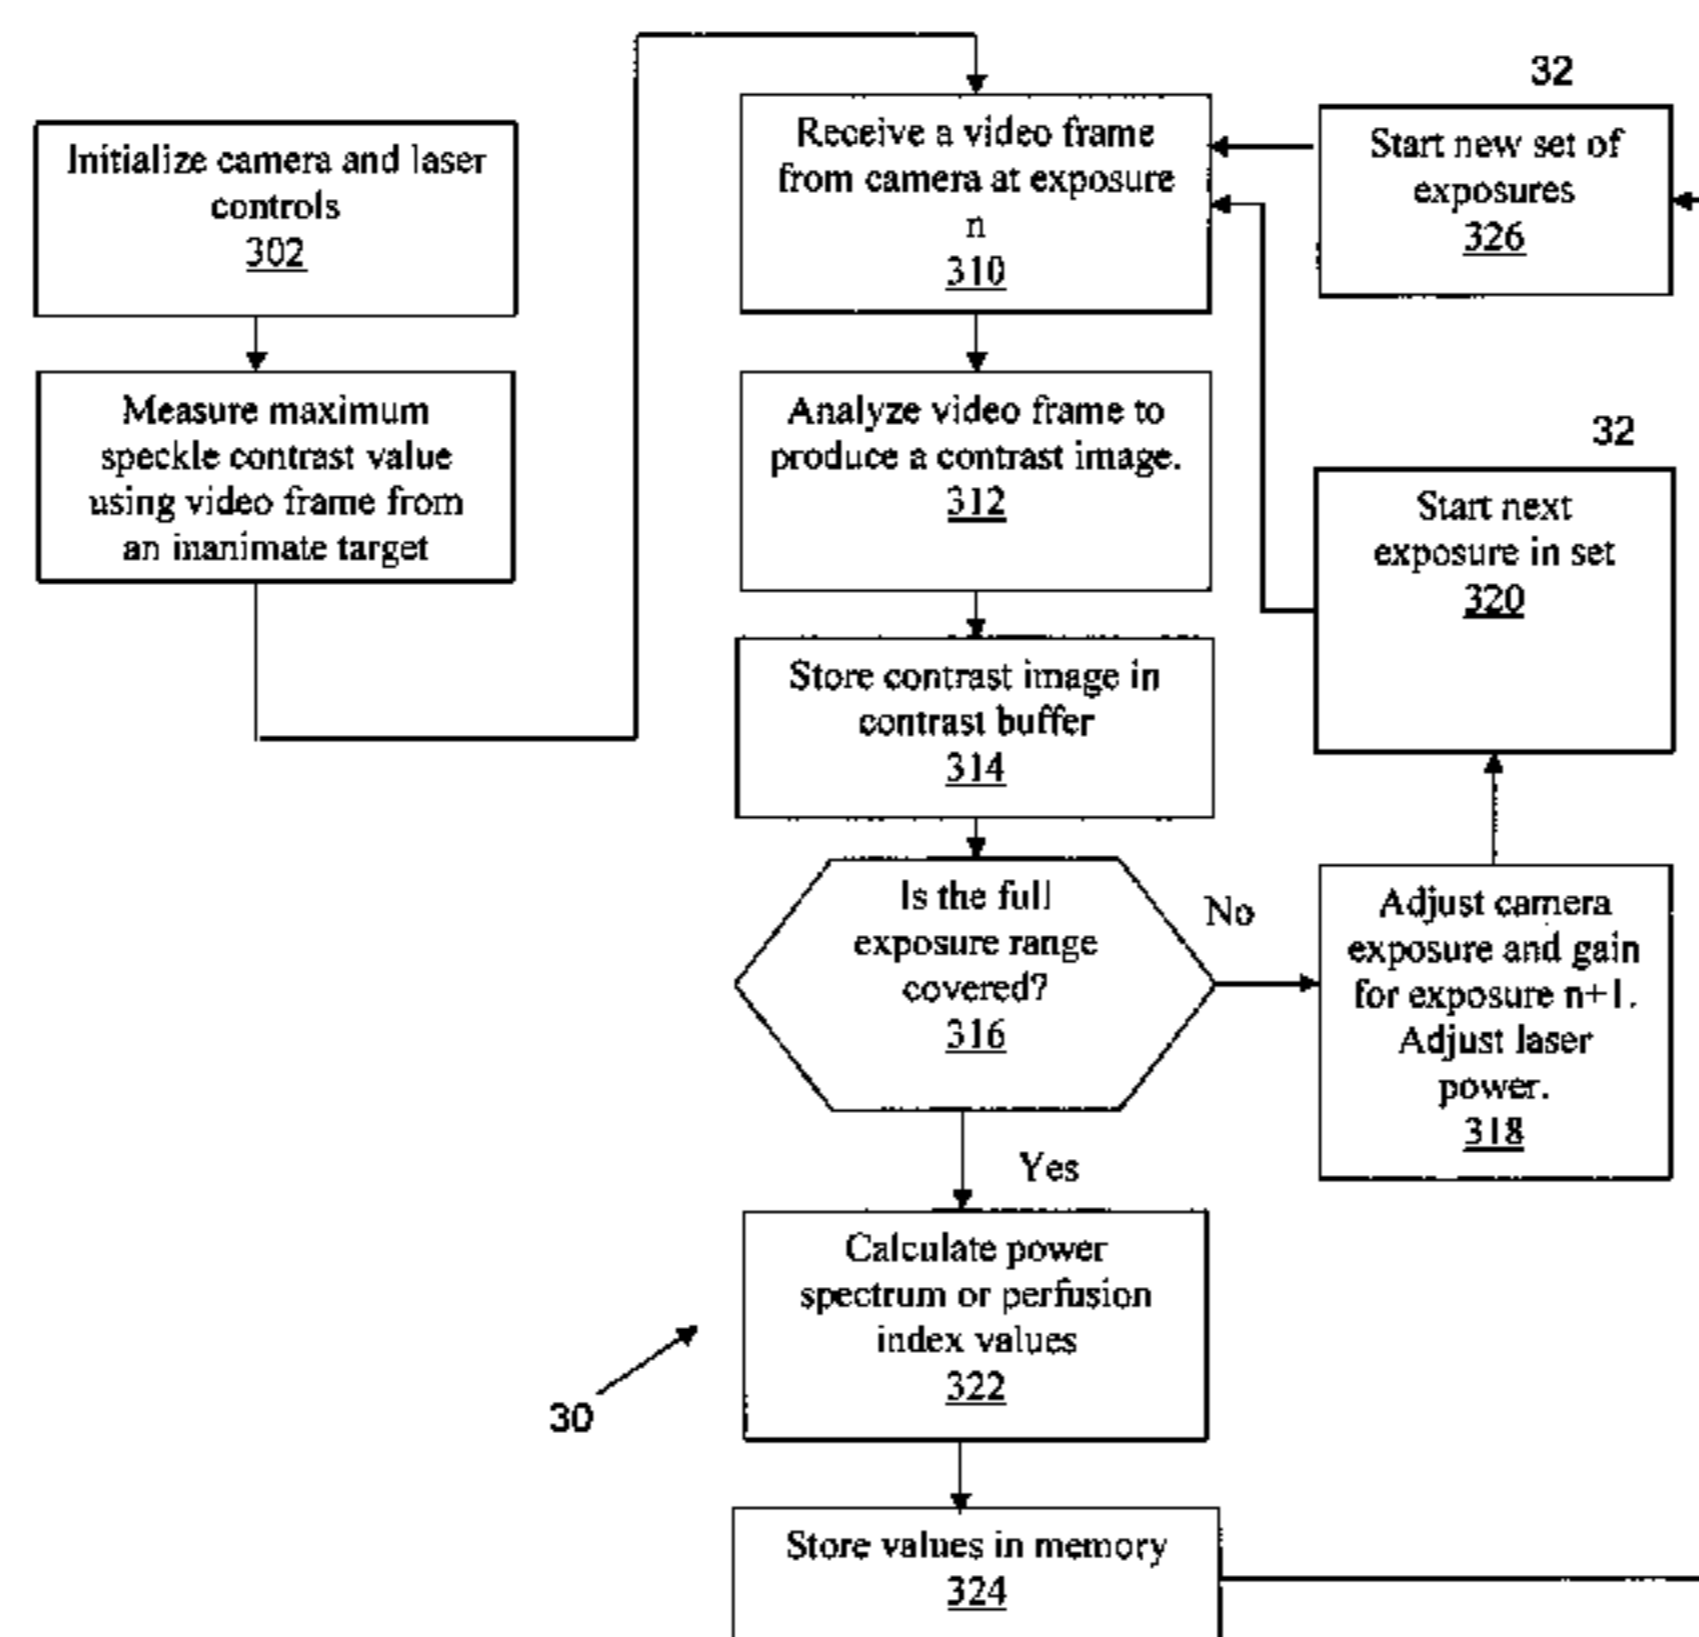 Initialize camera and laser
controls
302
Measure maximum
speckle contrast value
using video frame from
an inanimate target
Receive a video frame
from camera at exposure
n
310
Analyze video frame to
produce a contrast image.
312
Store contrast image in
contrast buffer
314
Is the full
exposure range
covered?
316
No
Yes
Calculate power
spectrum or perfusion
index values
322
30
Store values in memory
324
32
Start new set of
exposures
326
32
Start next
exposure in set
320
Adjust camera
exposure and gain
for exposure n+1.
Adjust laser
power.
318